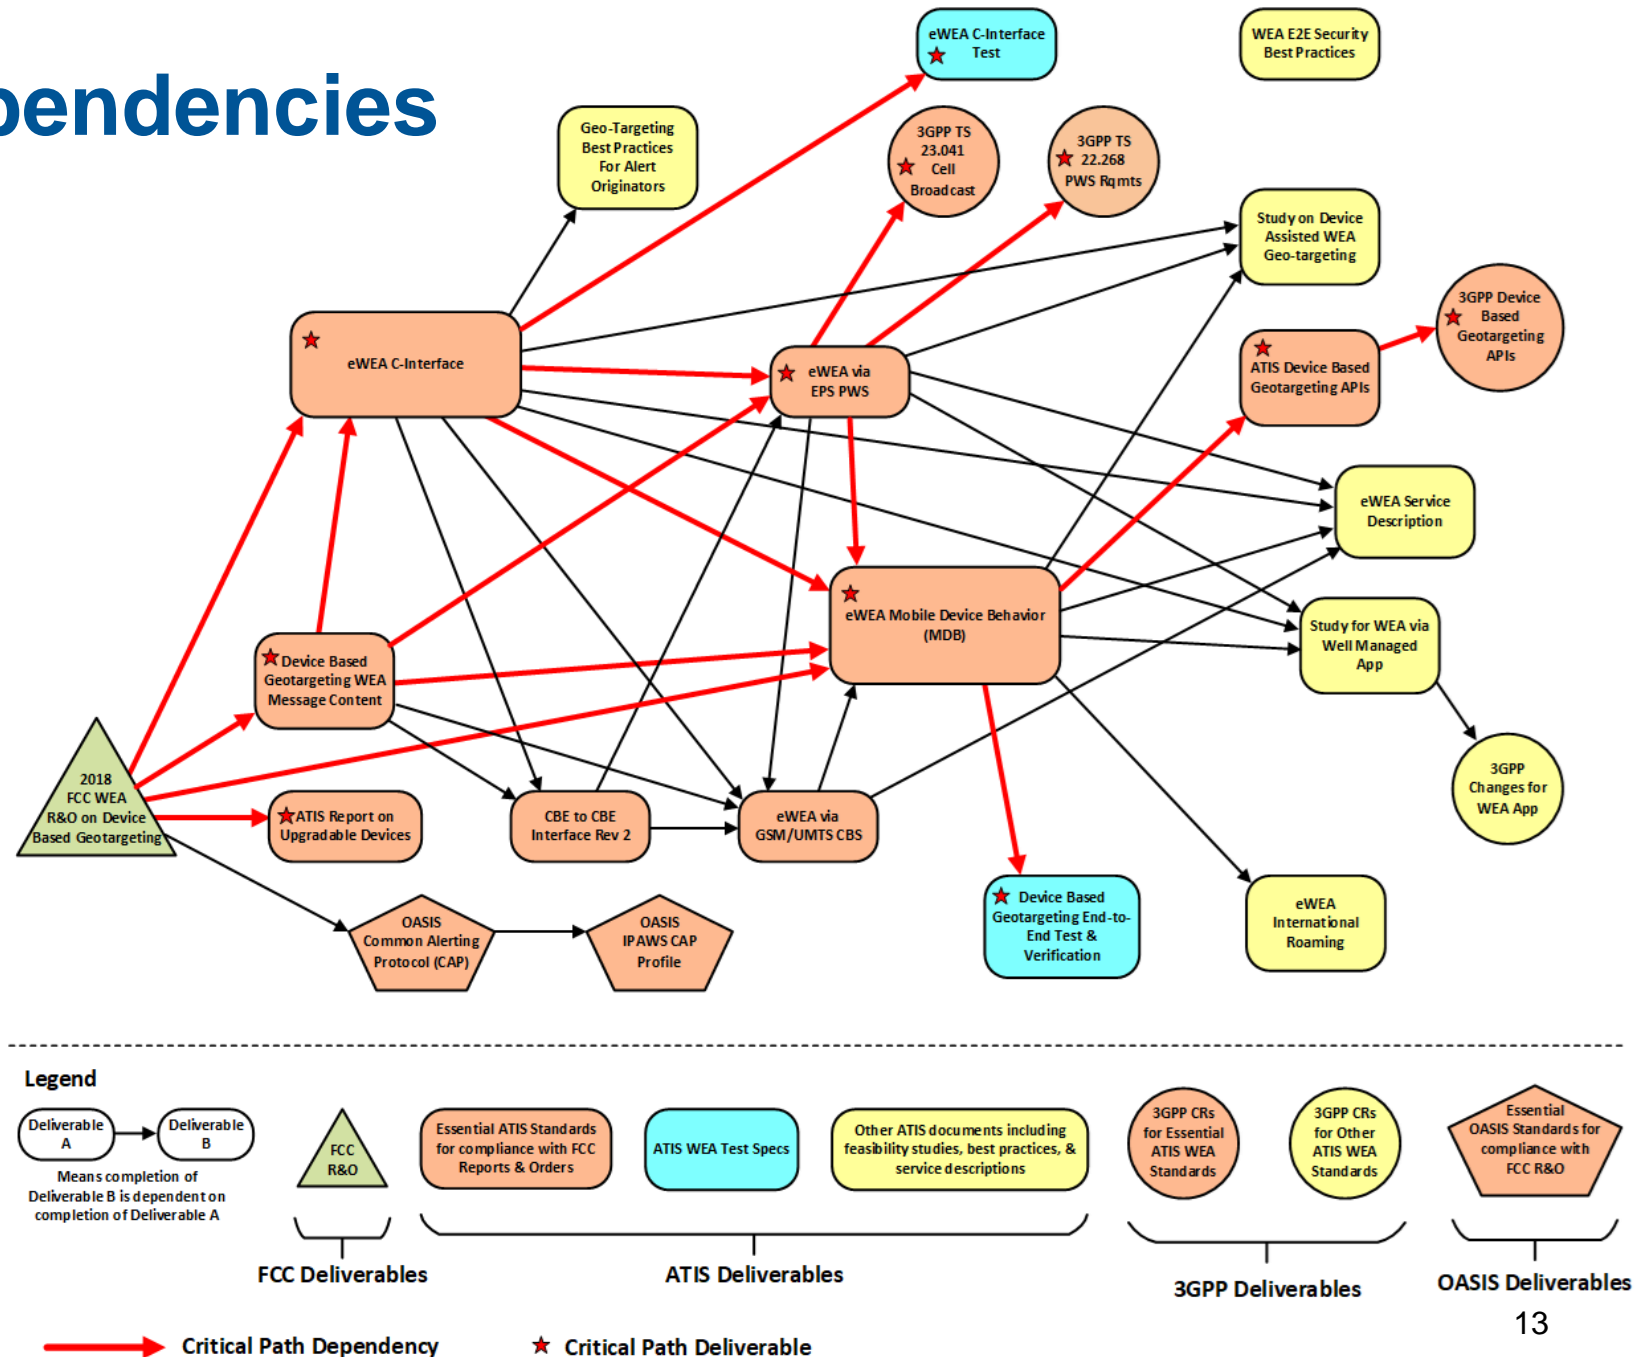 pendencies
eWEA C-Interface
Test
WEA E2E Security
Best Practices
Geo-Targeting
Best Practices
For Alert
Originators
3GPP TS
23.041
Cell
Broadcast
3GPP TS
22.268
PWS Rqmts
Study on Device
Assisted WEA
Geo-targeting
3GPP Device
Based
Geotargeting
APIs
eWEA C-Interface
eWEA via
EPS PWS
ATIS Device Based
Geotargeting APIs
eWEA Service
Description
eWEA Mobile Device Behavior
(MDB)
Study for WEA via
Well Managed
App
Device Based
Geotargeting WEA
Message Content
2018
FCC WEA
R&O on Device
Based Geotargeting
ATIS Report on
Upgradable Devices
CBE to CBE
Interface Rev 2
eWEA via
GSM/UMTS CBS
3GPP
Changes for
WEA App
OASIS
Common Alerting
Protocol (CAP)
OASIS
IPAWS CAP
Profile
Device Based
Geotargeting End-to-
End Test &
Verification
eWEA
International
Roaming
Legend
Deliverable
A
Deliverable
B
Means completion of
Deliverable B is dependent on
completion of Deliverable A
FCC
R&O
Essential ATIS Standards
for compliance with FCC
Reports & Orders
ATIS WEA Test Specs
Other ATIS documents including
feasibility studies, best practices, &
service descriptions
3GPP CRs
for Essential
ATIS WEA
Standards
3GPP CRs
for Other
ATIS WEA
Standards
Essential
OASIS Standards for
compliance with
FCC R&O
FCC Deliverables
ATIS Deliverables
3GPP Deliverables
OASIS Deliverables
13
Critical Path Dependency
Critical Path Deliverable